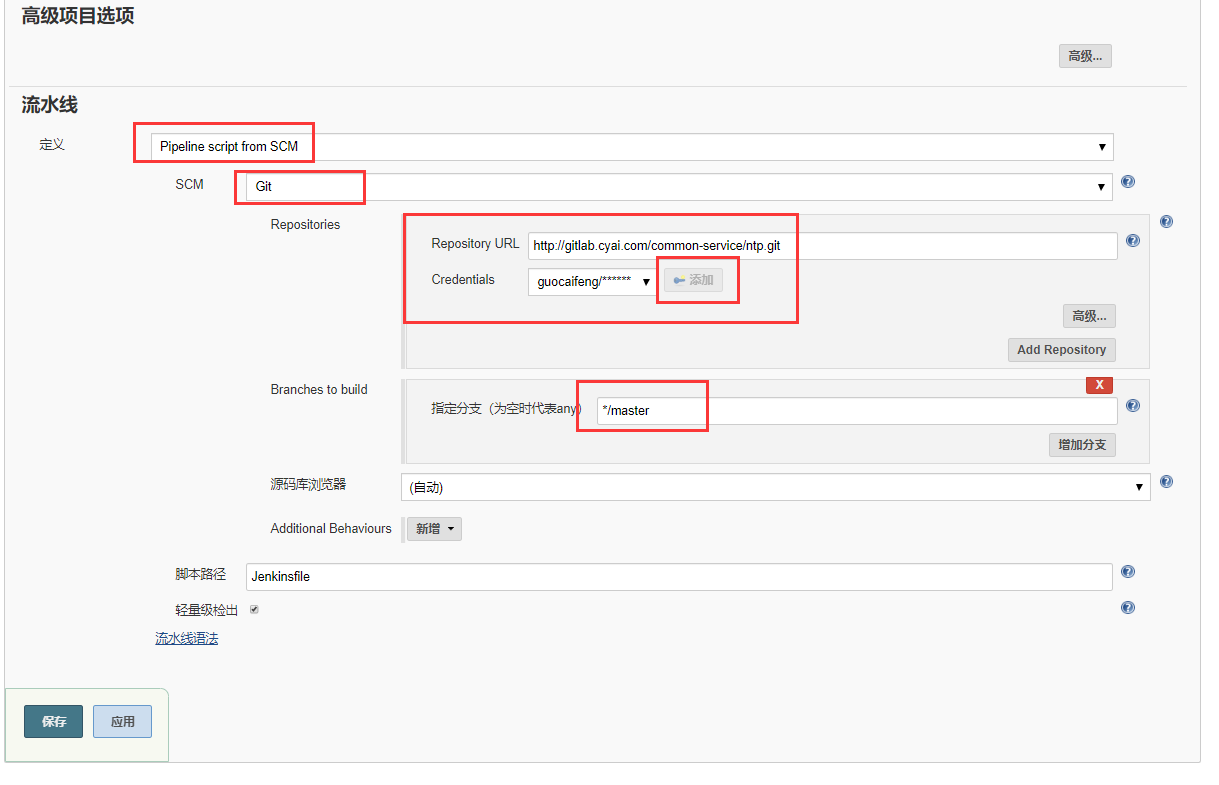 高级项目选项
高级...
流水线
定义
Pipeline script from SCM
SCM
Git
Repositories
Repository URL
http://gitlab.cyai.com/common-service/ntp.git
Credentials
guocaifeng/******
添加
高级...
Add Repository
Branches to build
X
指定分支（为空时代表any）
*/master
增加分支
源码库浏览器
(自动)
Additional Behaviours
新增
脚本路径
Jenkinsfile
轻量级检出
流水线语法
保存
应用